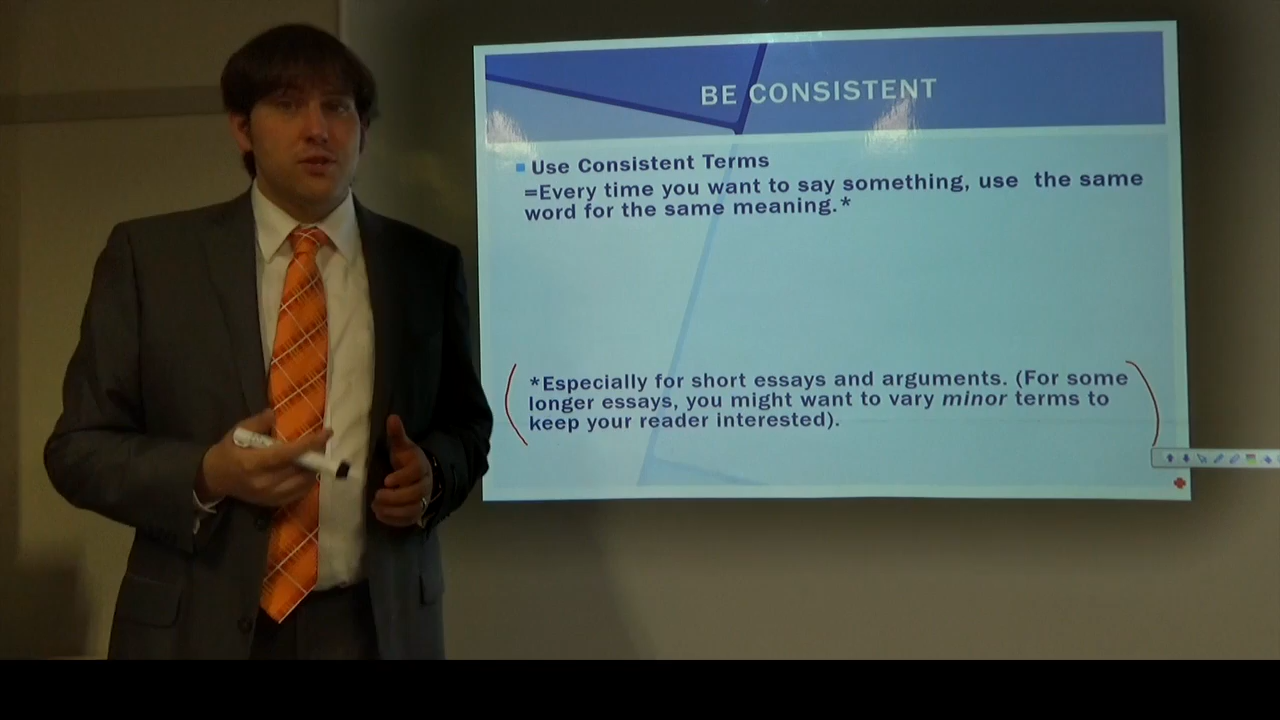 BE CONSISTENT
Use Consistent Terms
=Every time you want to say something, use the same
word for the same meaning.*
*Especially for short essays and arguments. (For some
longer essays, you might want to vary minor terms to
keep your reader interested).